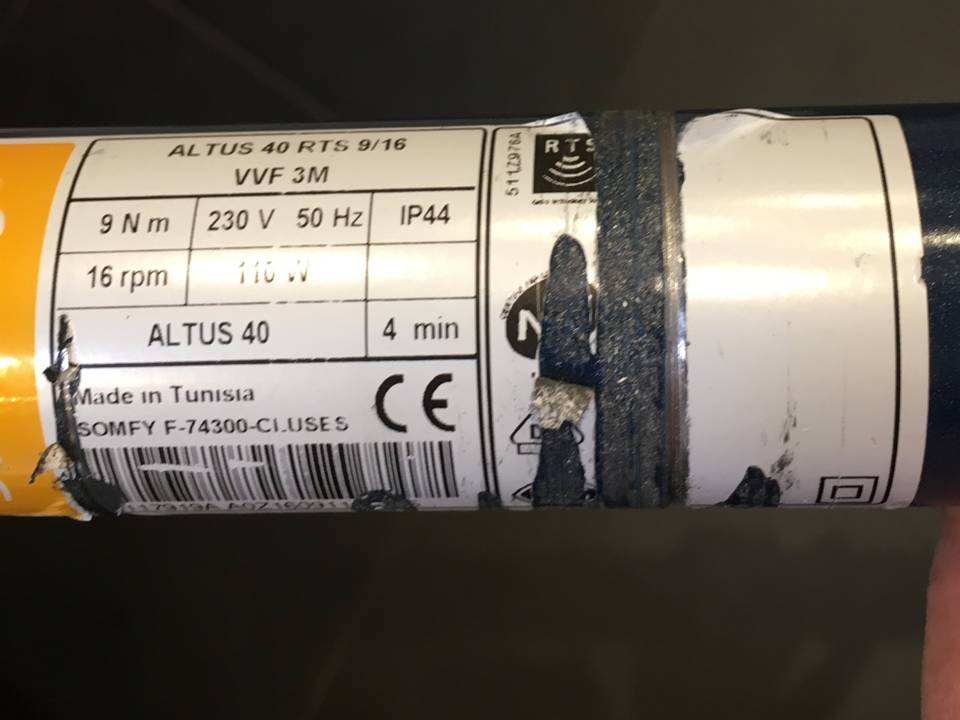 ALTUS 40 RTS 9/16
VVF 3M
9 N m 230 V 50 Hz IP44
16 rpm 110 W
ALTUS 40 4 min
Made in Tunisia
SOMFY F-74300-CLUSES
CE
RTS
511Z976A